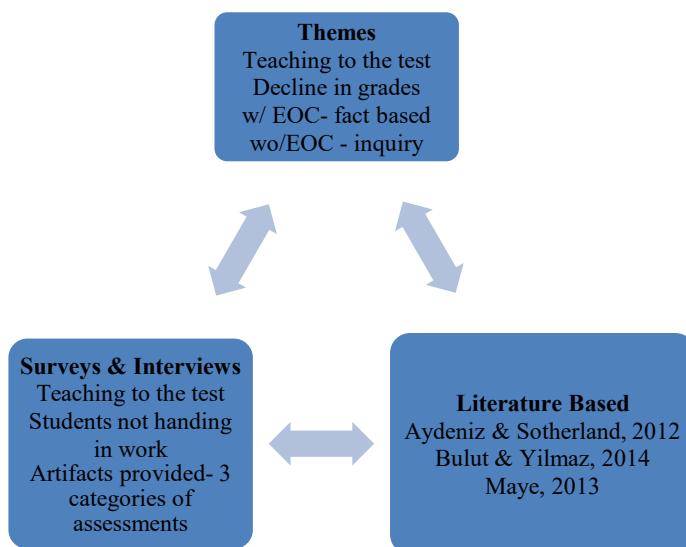 Themes
Teaching to the test
Decline in grades
w/ EOC- fact based
wo/EOC - inquiry
Surveys & Interviews
Teaching to the test
Students not handing
in work
Artifacts provided- 3
categories of
assessments
Literature Based
Aydeniz & Sotherland, 2012
Bulut & Yilmaz, 2014
Maye, 2013